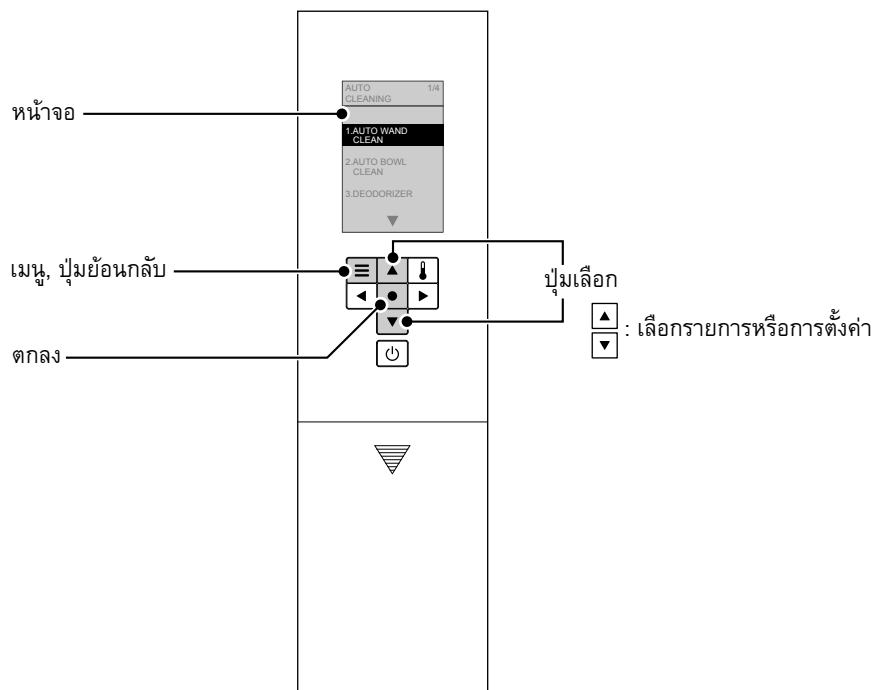 หน้าจอ
AUTO 1/4
CLEANING
1.AUTO WAND
CLEAN
2.AUTO BOWL
CLEAN
3.DEODORIZER
เมนู, ปุ่มย้อนกลับ
ปุ่มเลือก
: เลือกรายการหรือการตั้งค่า
ตกลง